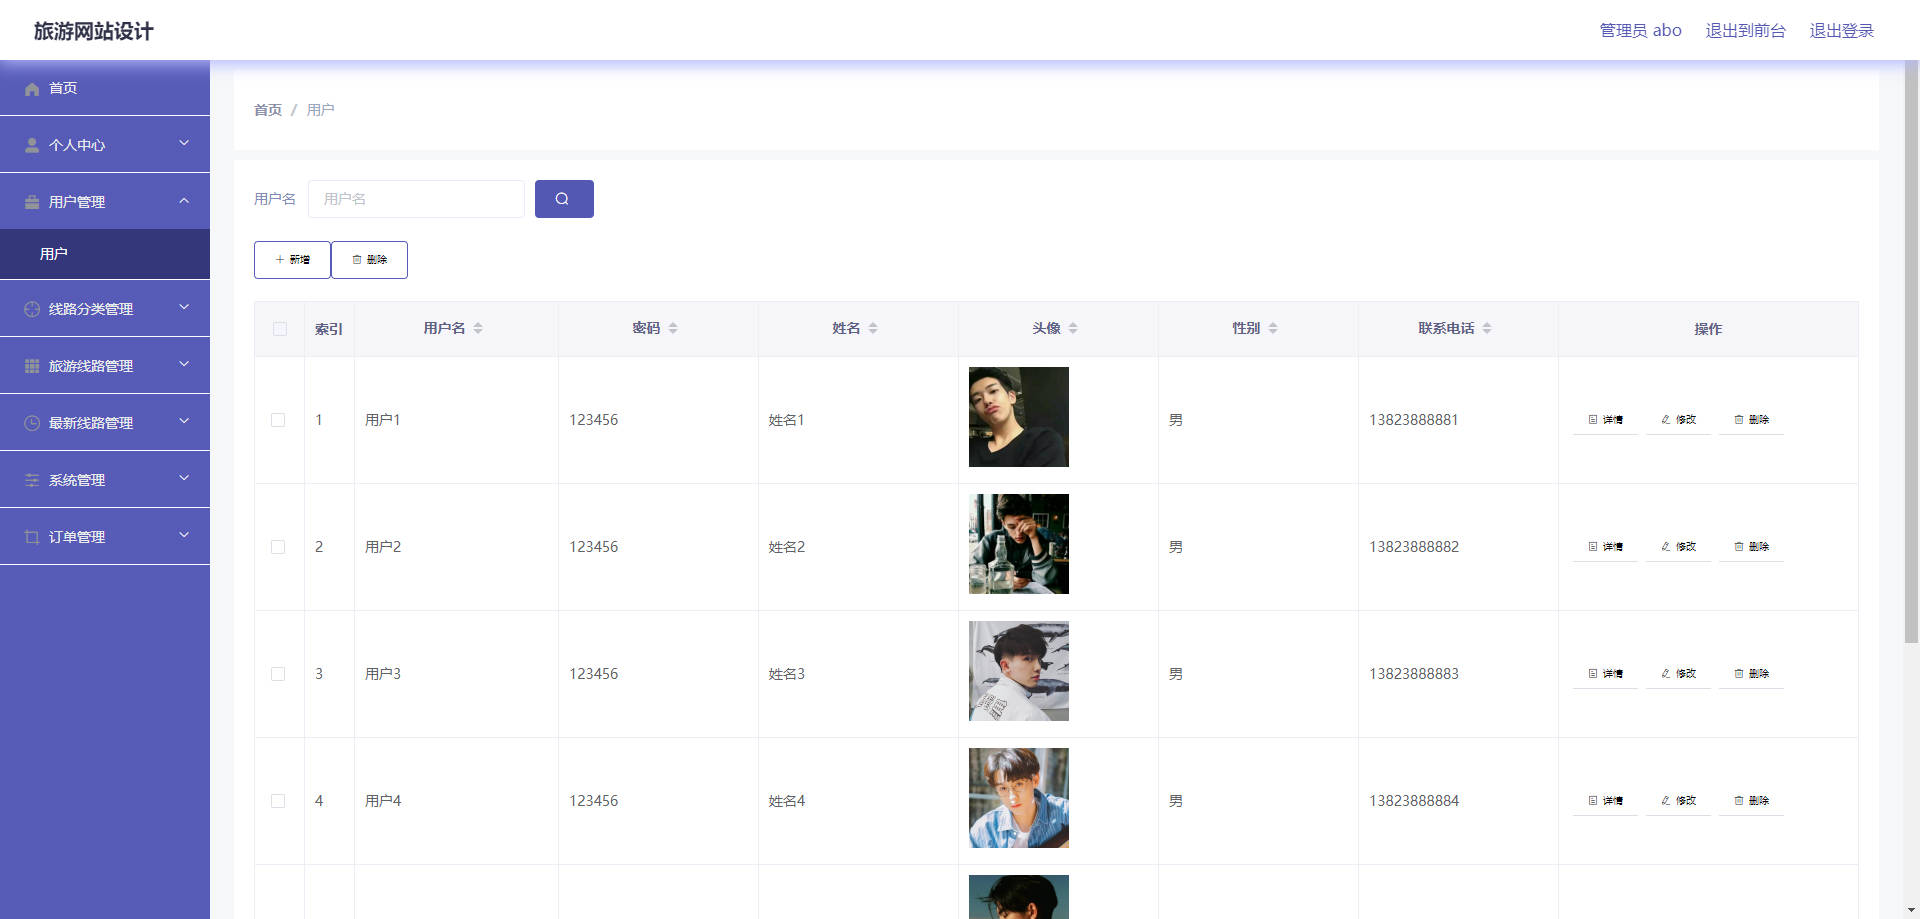 旅游网站设计
管理员 abo 退出到前台 退出登录
首页
个人中心
用户管理
用户
线路分类管理
旅游线路管理
最新线路管理
系统管理
订单管理
首页 / 用户
用户名 用户名
新增 删除
索引 用户名 密码 姓名 头像 性别 联系电话 操作
1 用户1 123456 姓名1 男 13823888881 详情 修改 删除
2 用户2 123456 姓名2 男 13823888882 详情 修改 删除
3 用户3 123456 姓名3 男 13823888883 详情 修改 删除
4 用户4 123456 姓名4 男 13823888884 详情 修改 删除